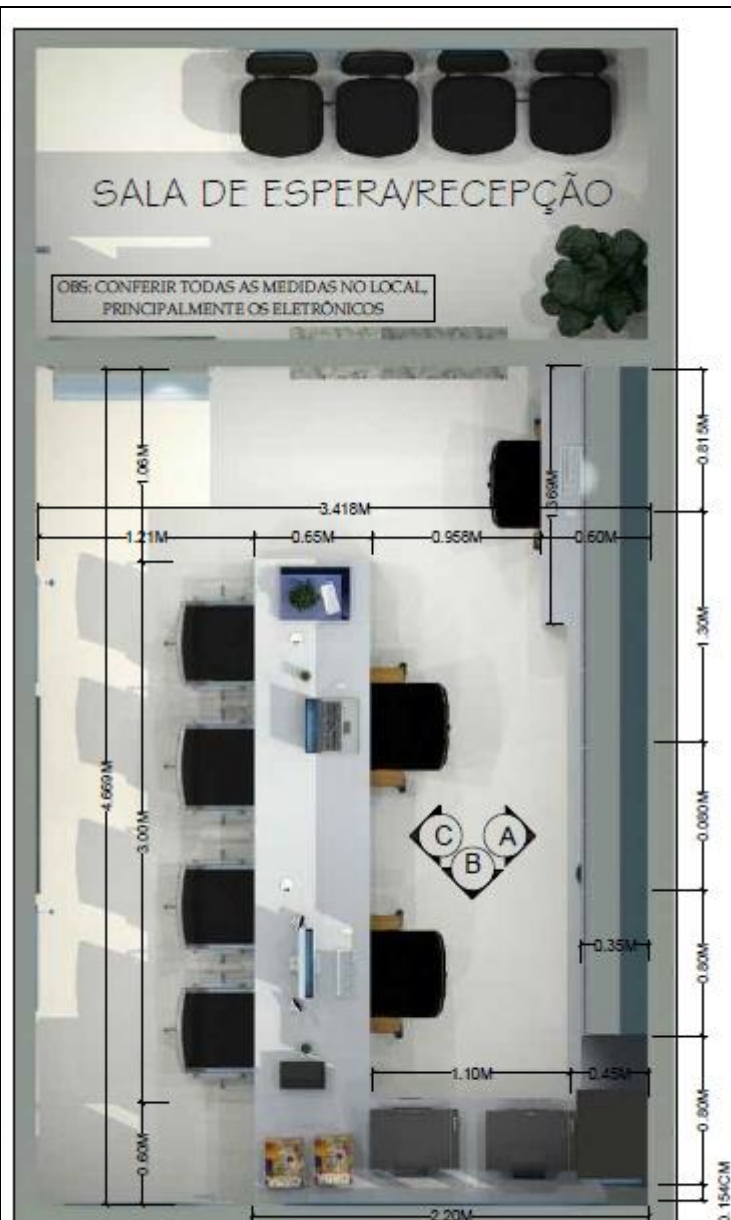 SALA DE ESPERA/RECEPÇÃO
OBS: CONFERIR TODAS AS MEDIDAS NO LOCAL,
PRINCIPALMENTE OS ELETRÔNICOS
0.815M
1.06M
1.369M
3.418M
1.21M
0.65M
0.958M
0.60M
1.30M
4.669M
3.00M
0.080M
C
A
B
0.80M
0.35M
1.10M
0.45M
0.80M
0.60M
0.154CM
2.20M